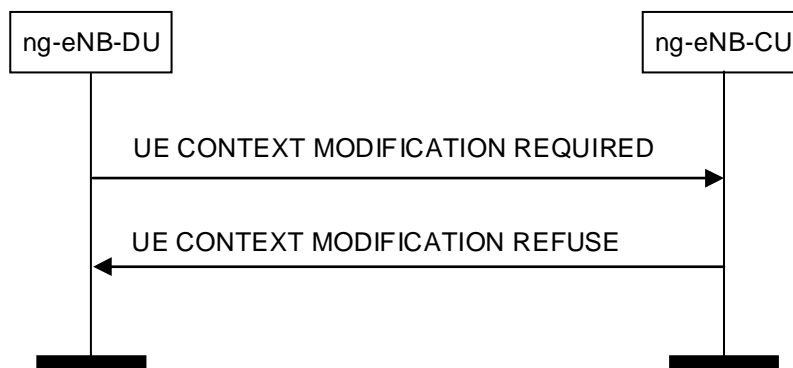 ng-eNB-DU
ng-eNB-CU
UE CONTEXT MODIFICATION REQUIRED
UE CONTEXT MODIFICATION REFUSE